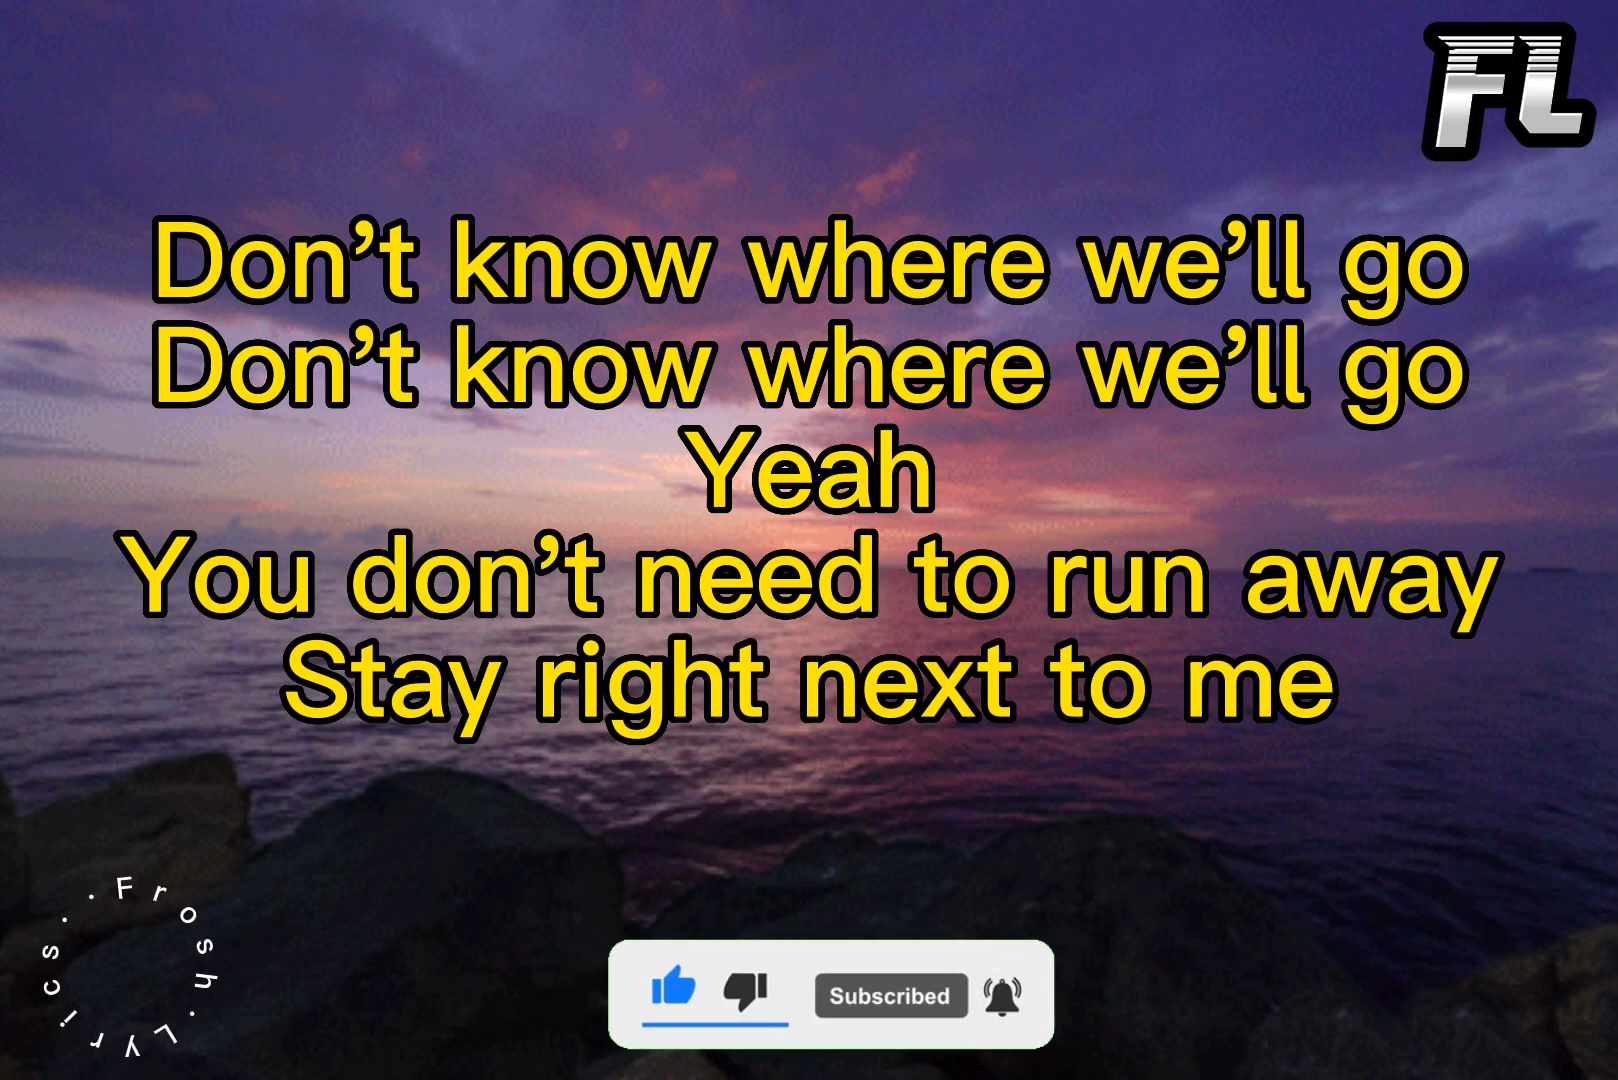 FL
Don’t know where we’ll go
Don’t know where we’ll go
Yeah
You don’t need to run away
Stay right next to me
. . Frosh . Lyrics
Subscribed